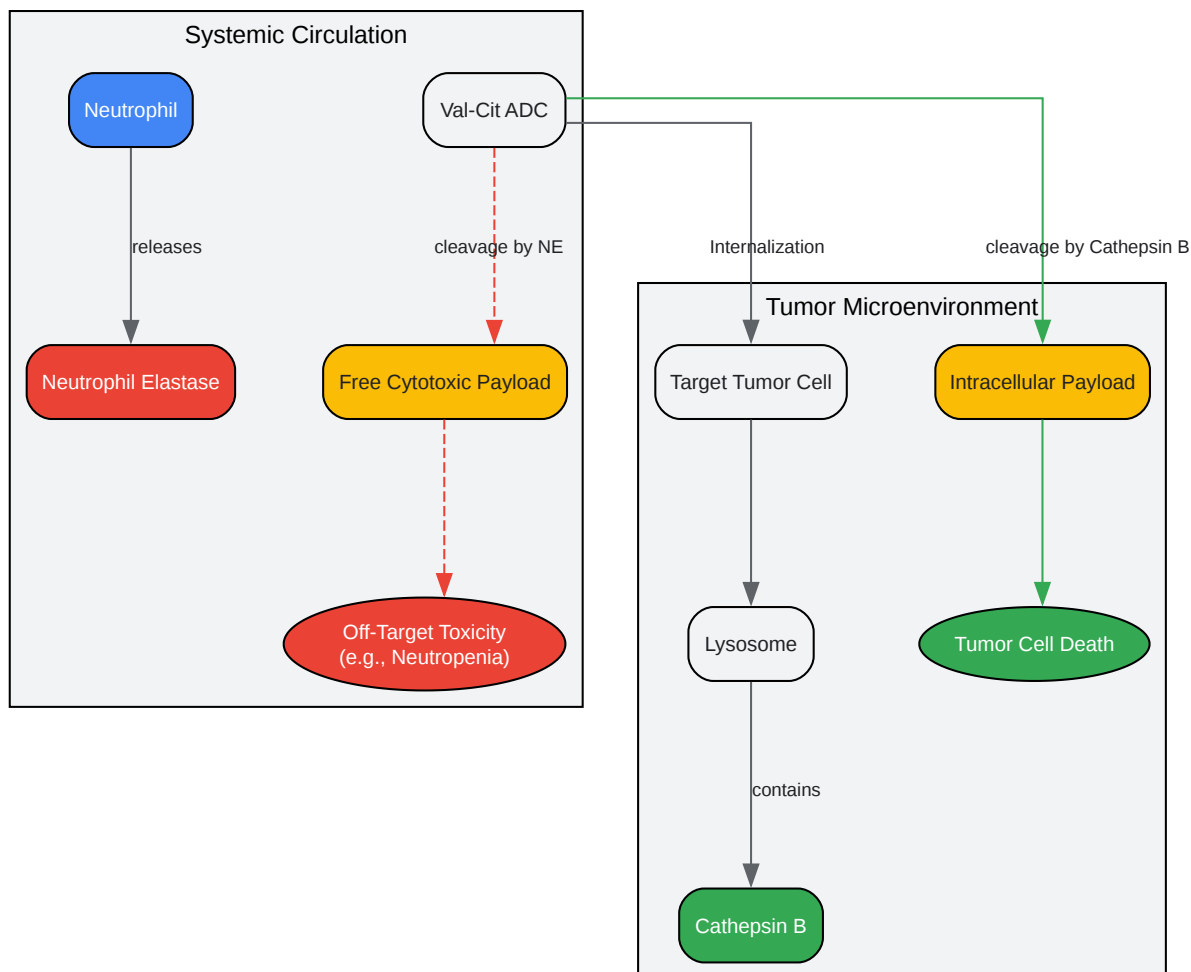 Systemic Circulation
Neutrophil
Val-Cit ADC
releases
cleavage by NE
Internalization
cleavage by Cathepsin B
Tumor Microenvironment
Neutrophil Elastase
Free Cytotoxic Payload
Target Tumor Cell
Intracellular Payload
Off-Target Toxicity
(e.g., Neutropenia)
Lysosome
Tumor Cell Death
contains
Cathepsin B